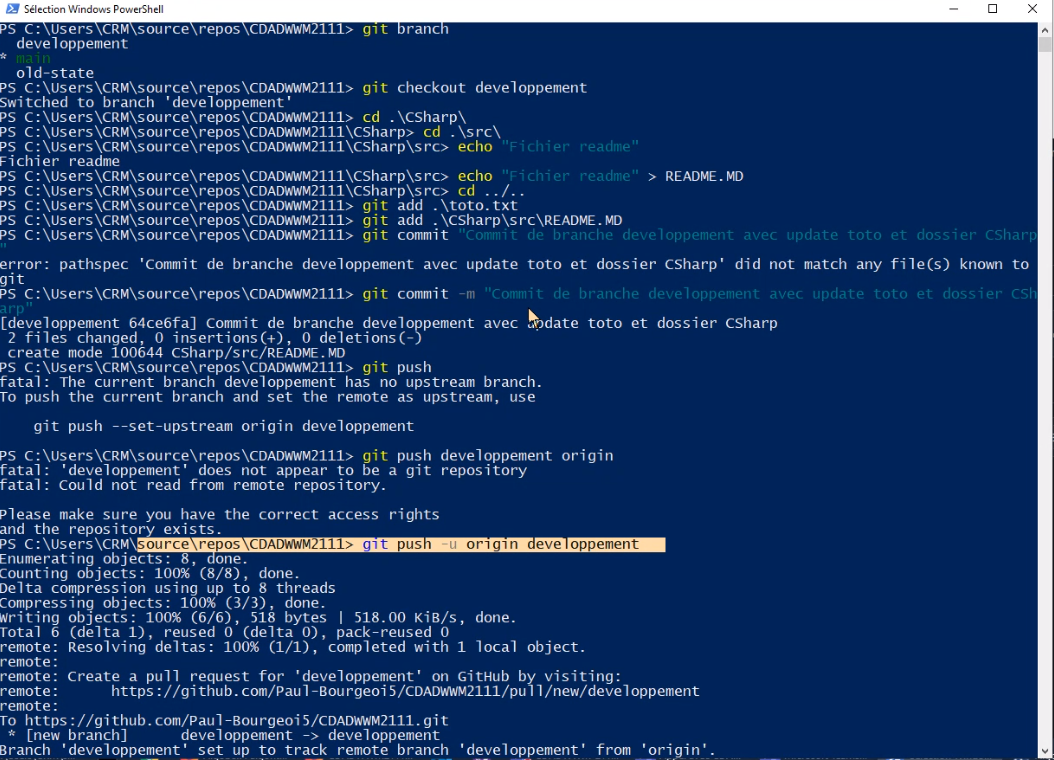 Sélection Windows PowerShell
PS C:\Users\CRM\source\repos\CDADWWM2111> git branch
  developpement
* main
  old-state
PS C:\Users\CRM\source\repos\CDADWWM2111> git checkout developpement
Switched to branch 'developpement'
PS C:\Users\CRM\source\repos\CDADWWM2111> cd .\CSharp\
PS C:\Users\CRM\source\repos\CDADWWM2111\CSharp> cd .\src\
PS C:\Users\CRM\source\repos\CDADWWM2111\CSharp\src> echo "Fichier readme"
Fichier readme
PS C:\Users\CRM\source\repos\CDADWWM2111\CSharp\src> echo "Fichier readme" > README.MD
PS C:\Users\CRM\source\repos\CDADWWM2111\CSharp\src> cd ../..
PS C:\Users\CRM\source\repos\CDADWWM2111> git add .\toto.txt
PS C:\Users\CRM\source\repos\CDADWWM2111> git add .\CSharp\src\README.MD
PS C:\Users\CRM\source\repos\CDADWWM2111> git commit "Commit de branche developpement avec update toto et dossier CSharp
"
error: pathspec 'Commit de branche developpement avec update toto et dossier CSharp' did not match any file(s) known to
git
PS C:\Users\CRM\source\repos\CDADWWM2111> git commit -m "Commit de branche developpement avec update toto et dossier CSh
arp"
[developpement 64ce6fa] Commit de branche developpement avec update toto et dossier CSharp
 2 files changed, 0 insertions(+), 0 deletions(-)
 create mode 100644 CSharp/src/README.MD
PS C:\Users\CRM\source\repos\CDADWWM2111> git push
fatal: The current branch developpement has no upstream branch.
To push the current branch and set the remote as upstream, use
    git push --set-upstream origin developpement
PS C:\Users\CRM\source\repos\CDADWWM2111> git push developpement origin
fatal: 'developpement' does not appear to be a git repository
fatal: Could not read from remote repository.
Please make sure you have the correct access rights
and the repository exists.
PS C:\Users\CRM\source\repos\CDADWWM2111> git push -u origin developpement
Enumerating objects: 8, done.
Counting objects: 100% (8/8), done.
Delta compression using up to 8 threads
Compressing objects: 100% (3/3), done.
Writing objects: 100% (6/6), 518 bytes | 518.00 KiB/s, done.
Total 6 (delta 1), reused 0 (delta 0), pack-reused 0
remote: Resolving deltas: 100% (1/1), completed with 1 local object.
remote:
remote: Create a pull request for 'developpement' on GitHub by visiting:
remote:      https://github.com/Paul-Bourgeoi5/CDADWWM2111/pull/new/developpement
remote:
To https://github.com/Paul-Bourgeoi5/CDADWWM2111.git
 * [new branch]      developpement -> developpement
Branch 'developpement' set up to track remote branch 'developpement' from 'origin'.